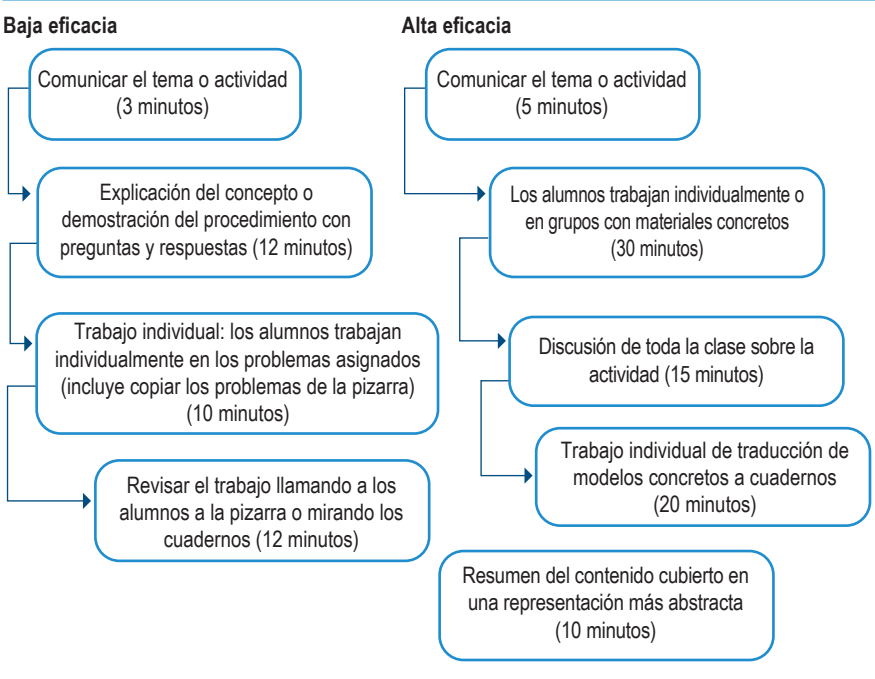 Baja eficacia
Comunicar el tema o actividad
(3 minutos)
Explicación del concepto o
demostración del procedimiento con
preguntas y respuestas (12 minutos)
Trabajo individual: los alumnos trabajan
individualmente en los problemas asignados
(incluye copiar los problemas de la pizarra)
(10 minutos)
Revisar el trabajo llamando a los
alumnos a la pizarra o mirando los
cuadernos (12 minutos)
Alta eficacia
Comunicar el tema o actividad
(5 minutos)
Los alumnos trabajan individualmente o
en grupos con materiales concretos
(30 minutos)
Discusión de toda la clase sobre la
actividad (15 minutos)
Trabajo individual de traducción de
modelos concretos a cuadernos
(20 minutos)
Resumen del contenido cubierto en
una representación más abstracta
(10 minutos)